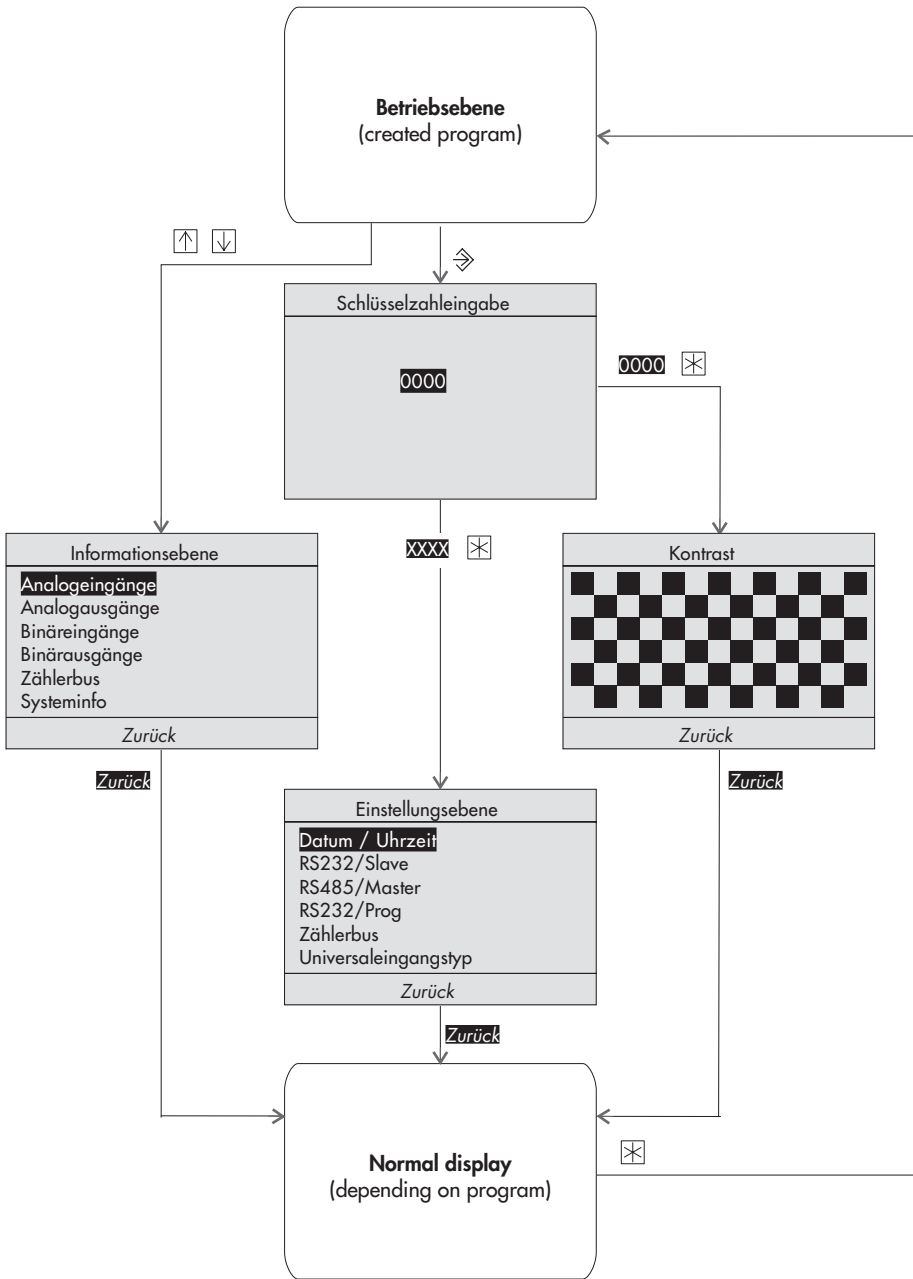 Betriebsebene
(created program)
Schlüsselzahleingabe
0000
0000
XXXX
Informationsebene
Analogeingänge
Analogausgänge
Binäreingänge
Binärausgänge
Zählerbus
Systeminfo
Zurück
Zurück
Kontrast
Zurück
Zurück
Einstellungsebene
Datum / Uhrzeit
RS232/Slave
RS485/Master
RS232/Prog
Zählerbus
Universaleingangstyp
Zurück
Zurück
Normal display
(depending on program)